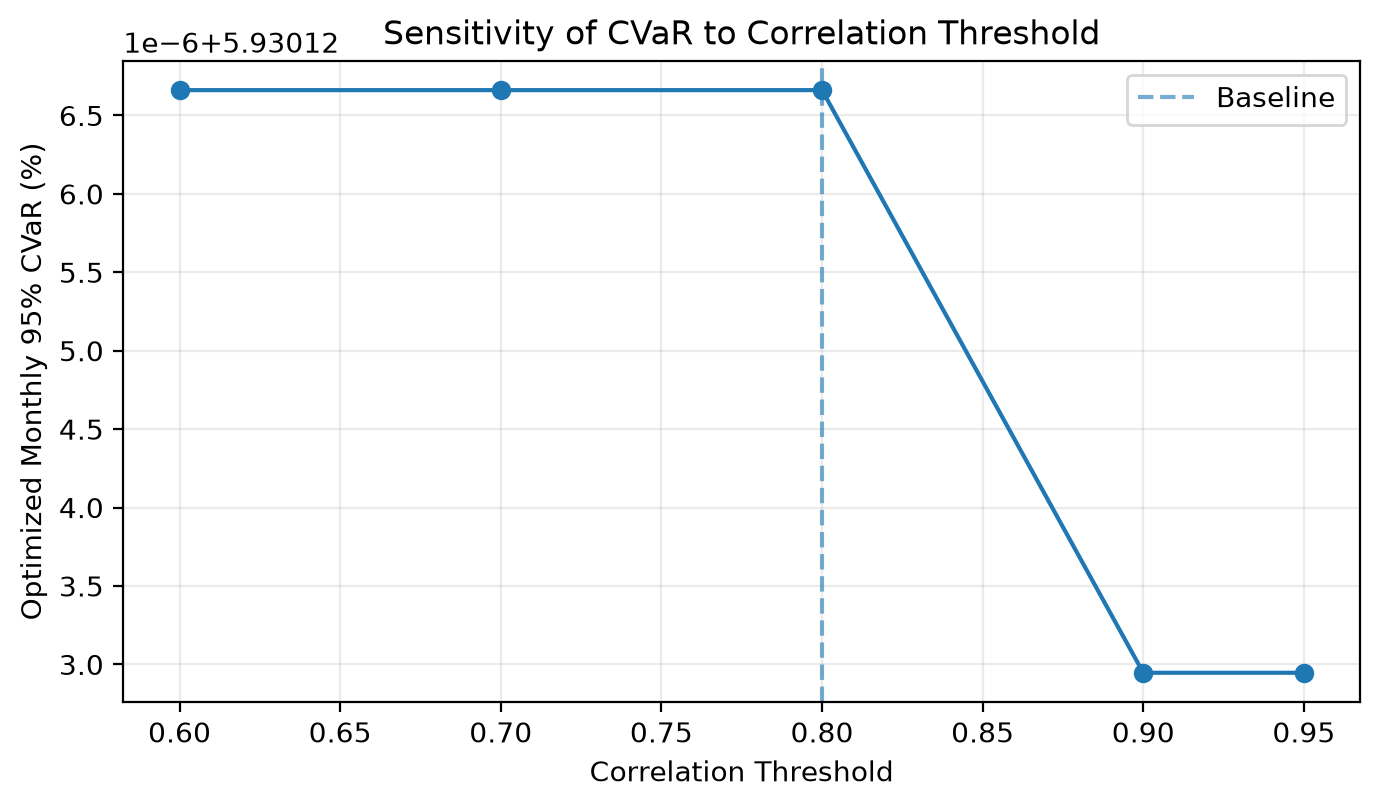 Sensitivity of CVaR to Correlation Threshold
1e−6+5.93012
Baseline
Optimized Monthly 95% CVaR (%)
6.5
6.0
5.5
5.0
4.5
4.0
3.5
3.0
0.60 0.65 0.70 0.75 0.80 0.85 0.90 0.95
Correlation Threshold